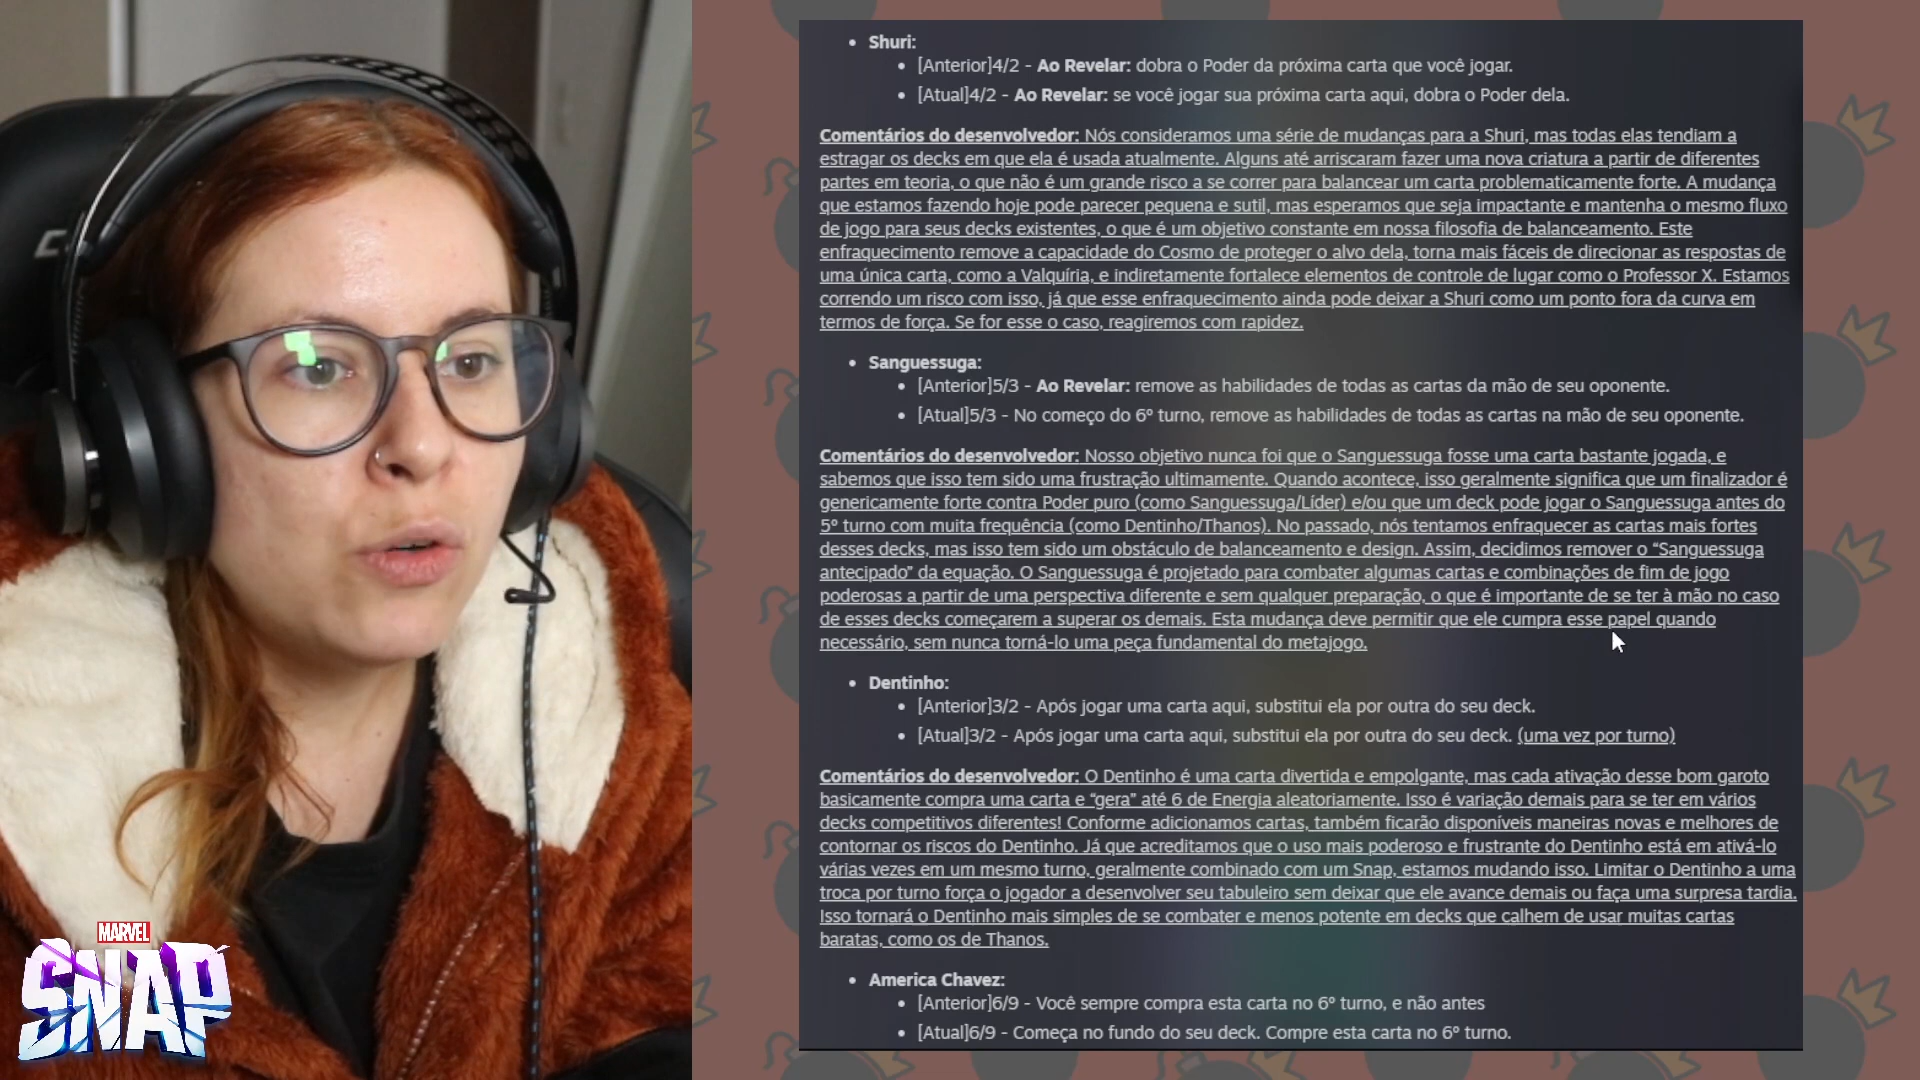 Shuri:
[Anterior]4/2 - Ao Revelar: dobra o Poder da próxima carta que você jogar.
[Atual]4/2 - Ao Revelar: se você jogar sua próxima carta aqui, dobra o Poder dela.
Comentários do desenvolvedor: Nós consideramos uma série de mudanças para a Shuri, mas todas elas tendiam a
estragar os decks em que ela é usada atualmente. Alguns até arriscaram fazer uma nova criatura a partir de diferentes
partes em teoria, o que não é um grande risco a se correr para balancear um carta problematicamente forte. A mudança
que estamos fazendo hoje pode parecer pequena e sutil, mas esperamos que seja impactante e mantenha o mesmo fluxo
de jogo para seus decks existentes, o que é um objetivo constante em nossa filosofia de balanceamento. Este
enfraquecimento remove a capacidade do Cosmo de proteger o alvo dela, torna mais fáceis de direcionar as respostas de
uma única carta, como a Valquíria, e indiretamente fortalece elementos de controle de lugar como o Professor X. Estamos
correndo um risco com isso, já que esse enfraquecimento ainda pode deixar a Shuri como um ponto fora da curva em
termos de força. Se for esse o caso, reagiremos com rapidez.
Sanguessuga:
[Anterior]5/3 - Ao Revelar: remove as habilidades de todas as cartas da mão de seu oponente.
[Atual]5/3 - No começo do 6º turno, remove as habilidades de todas as cartas na mão de seu oponente.
Comentários do desenvolvedor: Nosso objetivo nunca foi que o Sanguessuga fosse uma carta bastante jogada, e
sabemos que isso tem sido uma frustração ultimamente. Quando acontece, isso geralmente significa que um finalizador é
genericamente forte contra Poder puro (como Sanguessuga/Líder) e/ou que um deck pode jogar o Sanguessuga antes do
5º turno com muita frequência (como Dentinho/Thanos). No passado, nós tentamos enfraquecer as cartas mais fortes
desses decks, mas isso tem sido um obstáculo de balanceamento e design. Assim, decidimos remover o “Sanguessuga
antecipado” da equação. O Sanguessuga é projetado para combater algumas cartas e combinações de fim de jogo
poderosas a partir de uma perspectiva diferente e sem qualquer preparação, o que é importante de se ter à mão no caso
de esses decks começarem a superar os demais. Esta mudança deve permitir que ele cumpra esse papel quando
necessário, sem nunca torná-lo uma peça fundamental do metajogo.
Dentinho:
[Anterior]3/2 - Após jogar uma carta aqui, substitui ela por outra do seu deck.
[Atual]3/2 - Após jogar uma carta aqui, substitui ela por outra do seu deck. (uma vez por turno)
Comentários do desenvolvedor: O Dentinho é uma carta divertida e empolgante, mas cada ativação desse bom garoto
basicamente compra uma carta e “gera” até 6 de Energia aleatoriamente. Isso é variação demais para se ter em vários
decks competitivos diferentes! Conforme adicionamos cartas, também ficarão disponíveis maneiras novas e melhores de
contornar os riscos do Dentinho. Já que acreditamos que o uso mais poderoso e frustrante do Dentinho está em ativá-lo
várias vezes em um mesmo turno, geralmente combinado com um Snap, estamos mudando isso. Limitar o Dentinho a uma
troca por turno força o jogador a desenvolver seu tabuleiro sem deixar que ele avance demais ou faça uma surpresa tardia.
Isso tornará o Dentinho mais simples de se combater e menos potente em decks que calhem de usar muitas cartas
baratas, como os de Thanos.
America Chavez:
[Anterior]6/9 - Você sempre compra esta carta no 6º turno, e não antes
[Atual]6/9 - Começa no fundo do seu deck. Compre esta carta no 6º turno.
MARVEL
SNAP